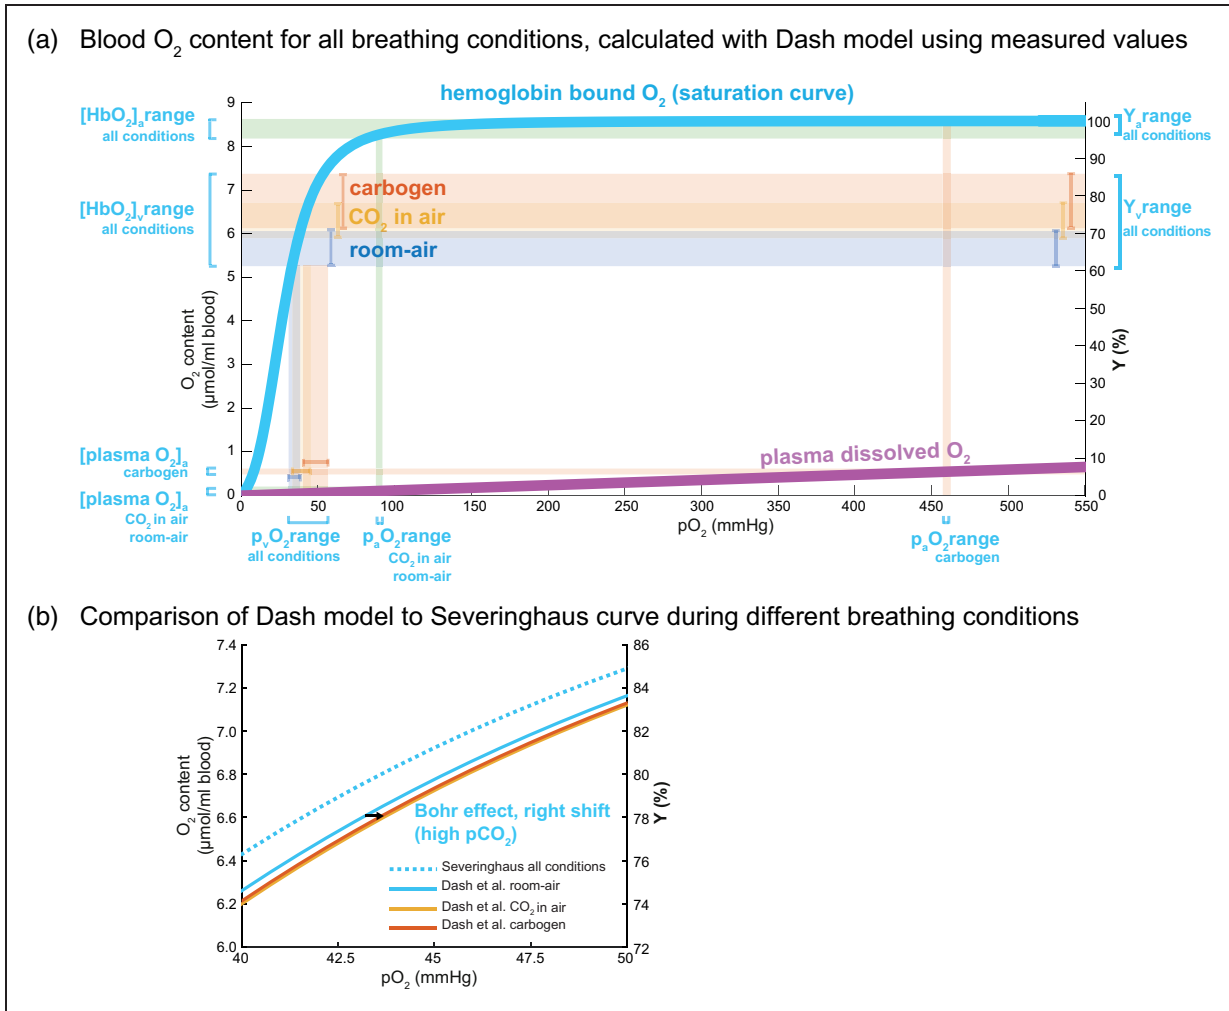 (a) Blood O2 content for all breathing conditions, calculated with Dash model using measured values
hemoglobin bound O2 (saturation curve)
[HbO2]a range
all conditions
[HbO2]v range
all conditions
[plasma O2]a
carbogen
[plasma O2]a
CO2 in air
room-air
O2 content
(µmol/ml blood)
9
8
7
6
5
4
3
2
1
0
carbogen
CO2 in air
room-air
plasma dissolved O2
Ya range
all conditions
Yv range
all conditions
100
90
80
70
60
50
40
30
20
10
0
Y (%)
0 50 100 150 200 250 300 350 400 450 500 550
pO2 (mmHg)
pvO2 range
all conditions
paO2 range
CO2 in air
room-air
paO2 range
carbogen
(b) Comparison of Dash model to Severinghaus curve during different breathing conditions
O2 content
(µmol/ml blood)
7.4
7.2
7.0
6.8
6.6
6.4
6.2
6.0
86
84
82
80
78
76
74
72
Y (%)
Bohr effect, right shift
(high pCO2)
Severinghaus all conditions
Dash et al. room-air
Dash et al. CO2 in air
Dash et al. carbogen
40 42.5 45 47.5 50
pO2 (mmHg)